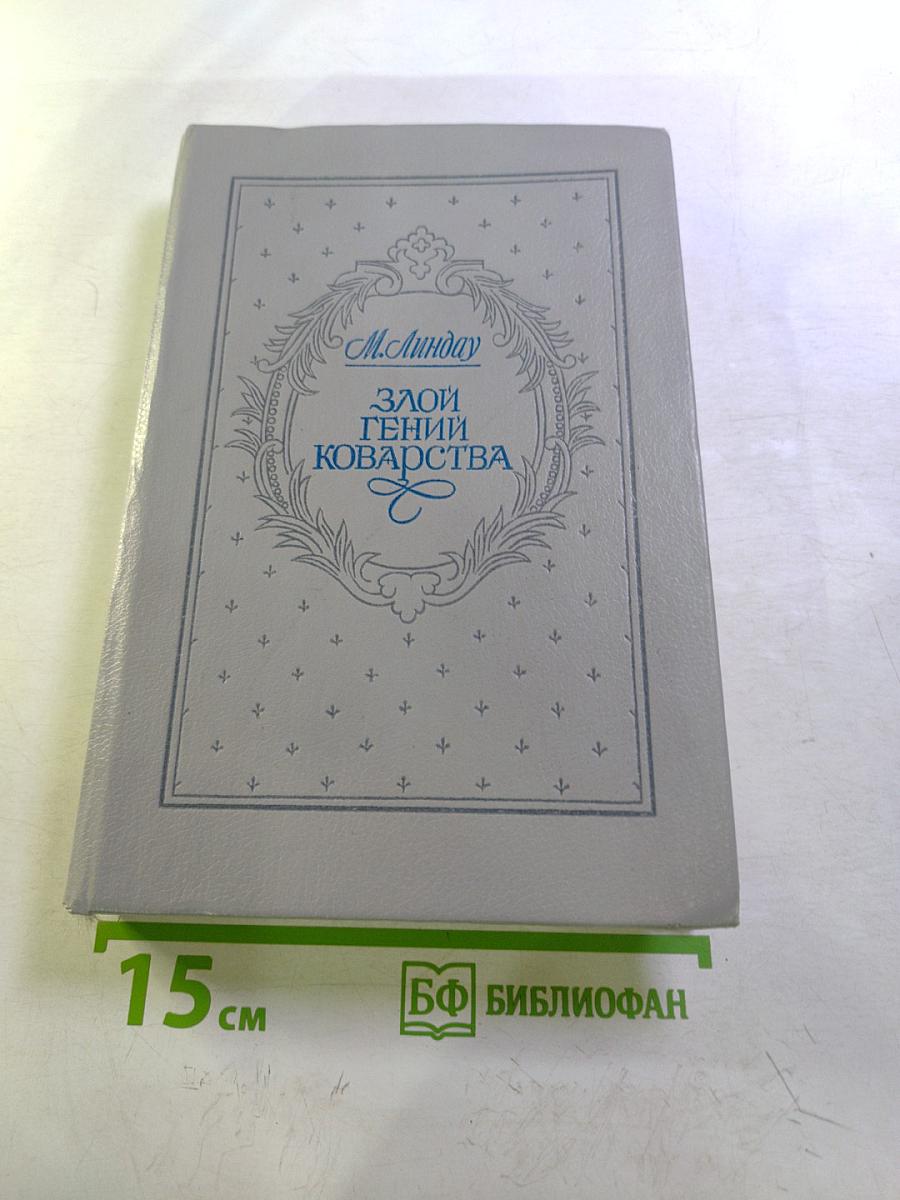 М. Линдау
ЗЛОЙ
ГЕНИЙ
КОВАРСТВА
15 см
БФ БИБЛИОФАН